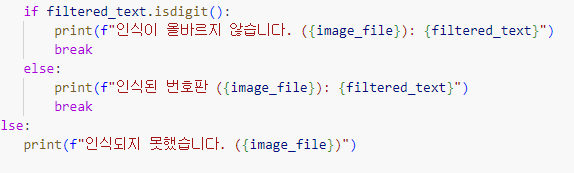 if filtered_text.isdigit():
print(f"인식이 올바르지 않습니다. ({image_file}): {filtered_text}")
break
else:
print(f"인식된 번호판 ({image_file}): {filtered_text}")
break
lse:
print(f"인식되지 못했습니다. ({image_file})")